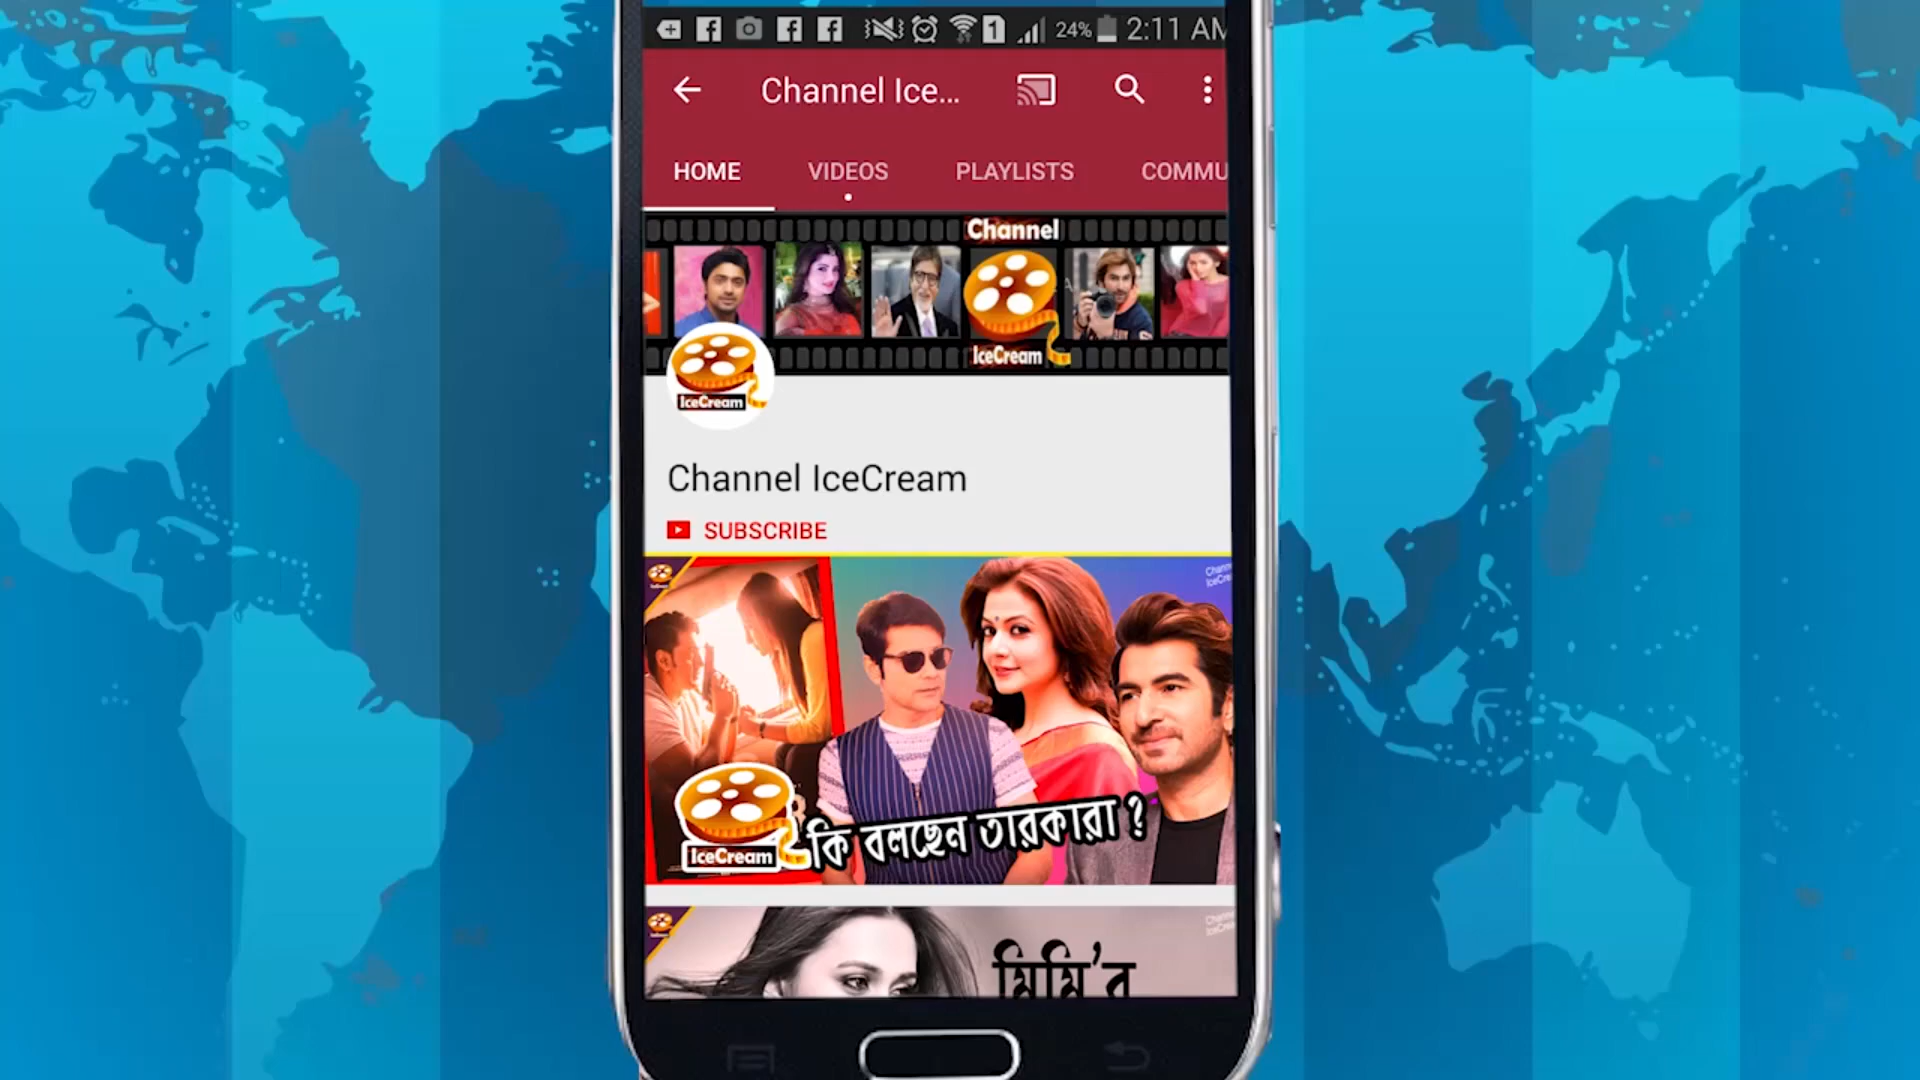 24% 2:11 AM
Channel Ice...
HOME VIDEOS PLAYLISTS COMMU
Channel
IceCream
IceCream
Channel IceCream
SUBSCRIBE
IceCream
কি বলছেন তারকারা ?
মিমি'র